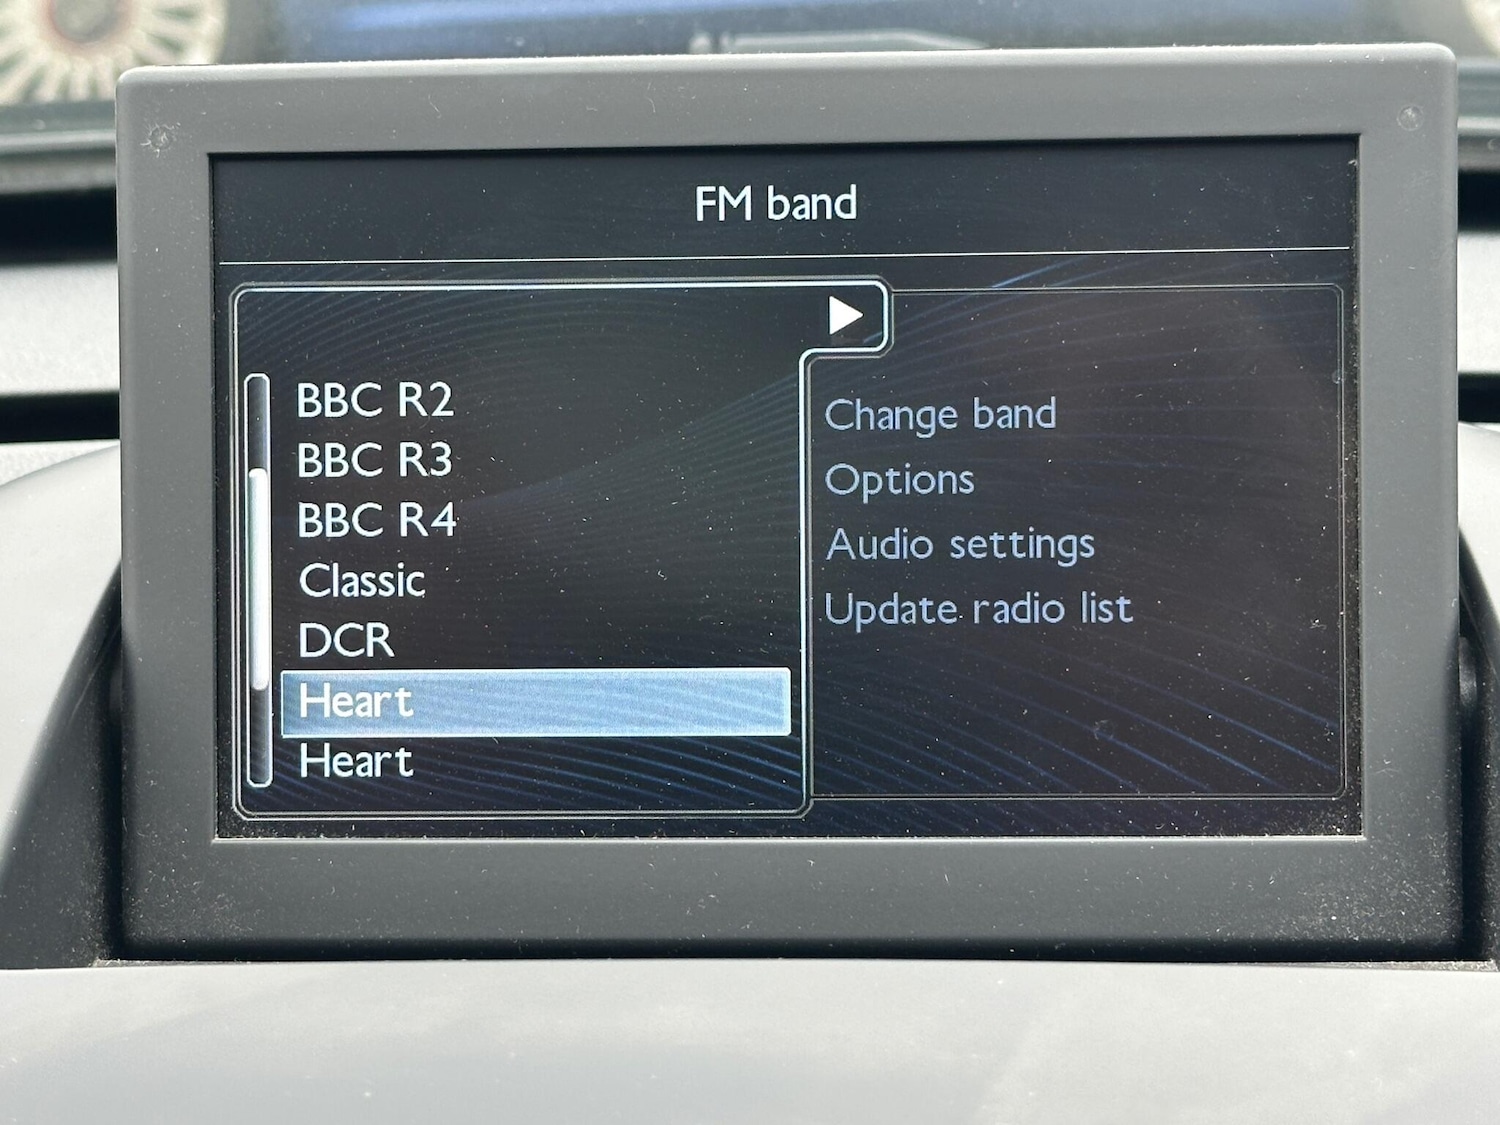 FM band
BBC R2
BBC R3
BBC R4
Classic
DCR
Heart
Heart
Change band
Options
Audio settings
Update radio list